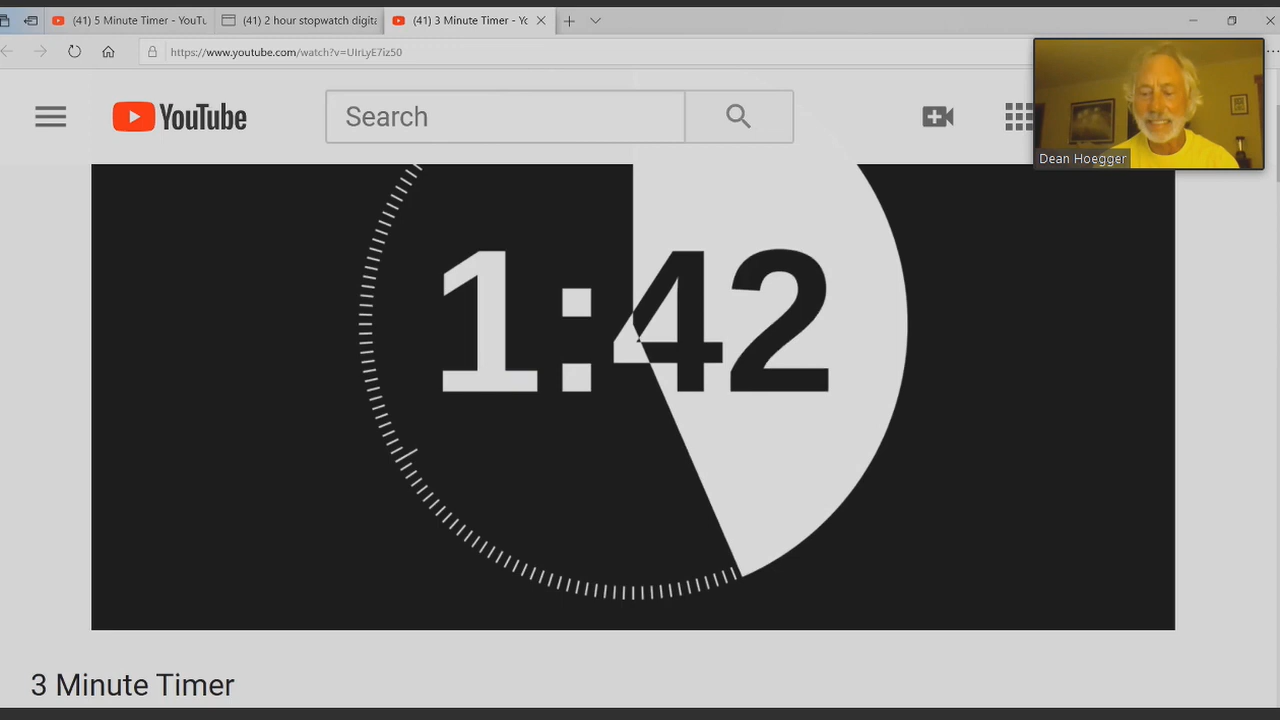 (41) 5 Minute Timer - YouTu
(41) 2 hour stopwatch digita
(41) 3 Minute Timer - Yo
https://www.youtube.com/watch?v=UIrLyE7iz50
YouTube
Search
Dean Hoegger
1:42
3 Minute Timer